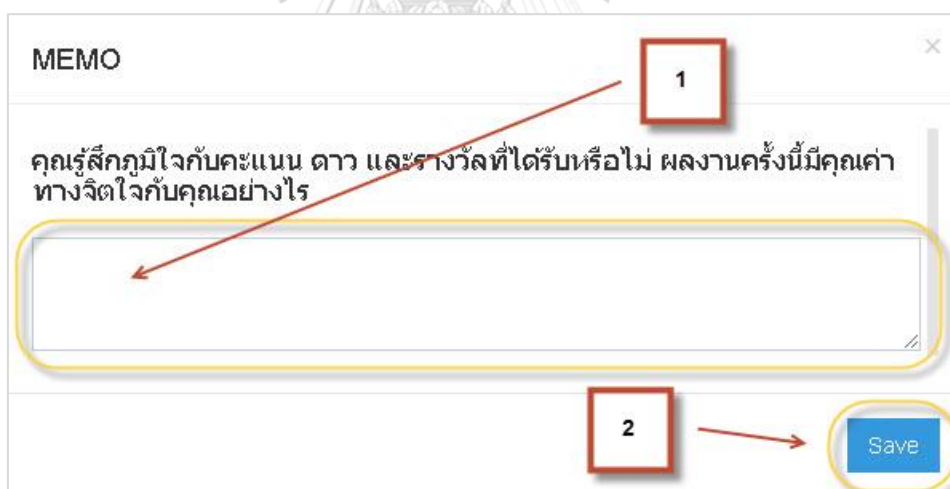 MEMO
×
1
คุณรู้สึกภูมิใจกับคะแนน ดาว และรางวัลที่ได้รับหรือไม่ ผลงานครั้งนี้มีคุณค่า
ทางจิตใจกับคุณอย่างไร
2
Save